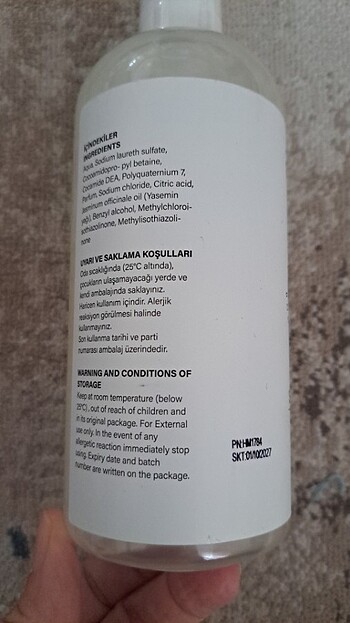 İÇİNDEKİLER
INGREDIENTS
Aqua, Sodium laureth sulfate,
Cocomemidopro- pyl betaine,
Cocamide DEA, Polyquaternium 7,
Parfum, Sodium chloride, Citric acid,
Jasminum officinale oil (Yasemin
yağı), Benzyl alcohol, Methylchloroi-
sothiazolinone, Methylisothiazoli-
none
UYARI VE SAKLAMA KOŞULLARI
Oda sıcaklığında (25°C altında),
çocukların ulaşamayacağı yerde ve
kendi ambalajında saklayınız.
Haricen kullanım içindir. Alerjik
reaksiyon görülmesi halinde
kullanmayınız.
Son kullanma tarihi ve parti
numarası ambalaj üzerindedir.
WARNING AND CONDITIONS OF
STORAGE
Keep at room temperature (below
25°C), out of reach of children and
in its original package. For External
use only. In the event of any
allergetic reaction immediately stop
using. Expiry date and batch
number are written on the package.
PN:HM1784
SKT:01/10/2027